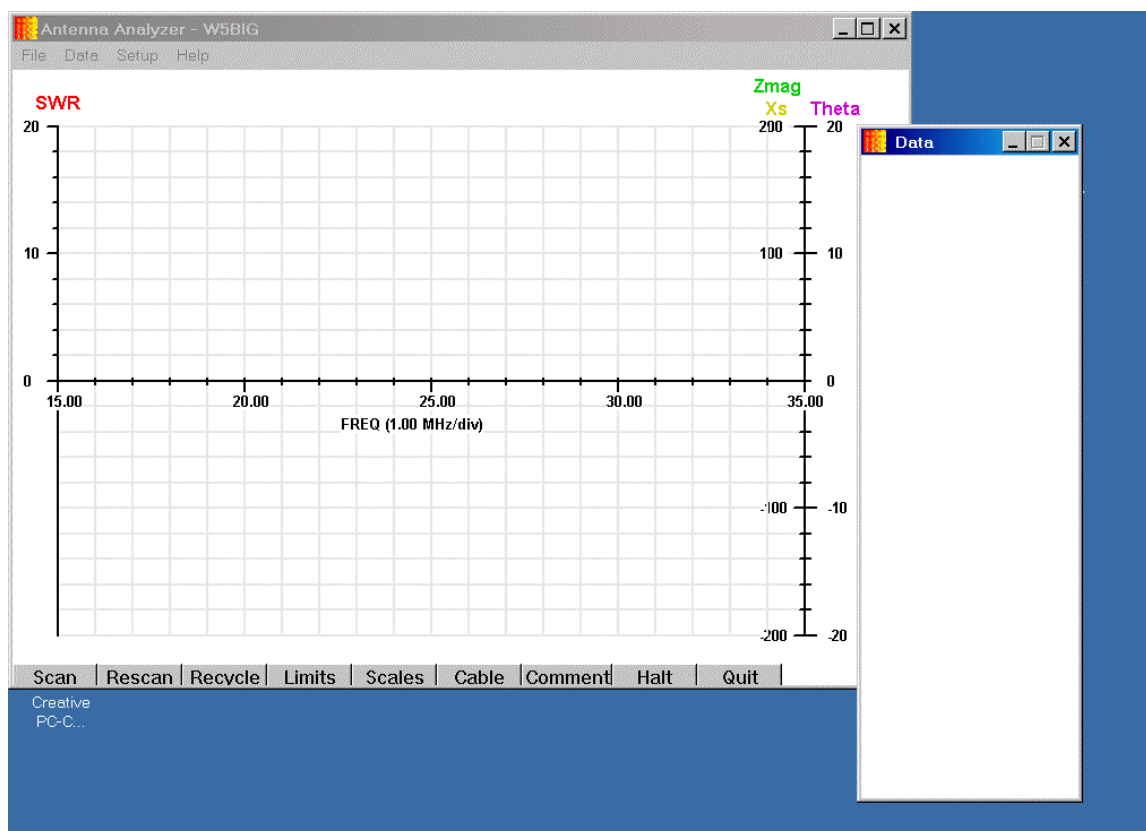 Antenna Analyzer - W5BIG
File Data Setup Help
Zmag
SWR Xs Theta
20 200 20
Data
10 100 10
0 0
15.00 20.00 25.00 30.00 35.00
FREQ (1.00 MHz/div)
-100 -10
-200 -20
Scan Rescan Recycle Limits Scales Cable Comment Halt Quit
Creative
PC-C...